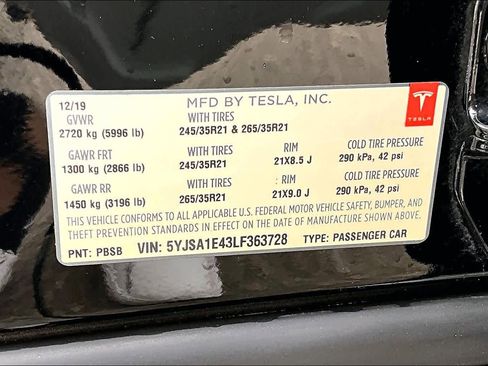 12/19 MFD BY TESLA, INC.
GVWR WITH TIRES
2720 kg (5996 lb) 245/35R21 & 265/35R21
TESLA
GAWR FRT WITH TIRES RIM COLD TIRE PRESSURE
1300 kg (2866 lb) 245/35R21 21X8.5 J 290 kPa, 42 psi
GAWR RR WITH TIRES : RIM COLD TIRE PRESSURE
1450 kg (3196 lb) 265/35R21 21X9.0 J 290 kPa, 42 psi
THIS VEHICLE CONFORMS TO ALL APPLICABLE U.S. FEDERAL MOTOR VEHICLE SAFETY, BUMPER, AND
THEFT PREVENTION STANDARDS IN EFFECT ON THE DATE OF MANUFACTURE SHOWN ABOVE.
PNT: PBSB VIN: 5YJSA1E43LF363728 TYPE: PASSENGER CAR